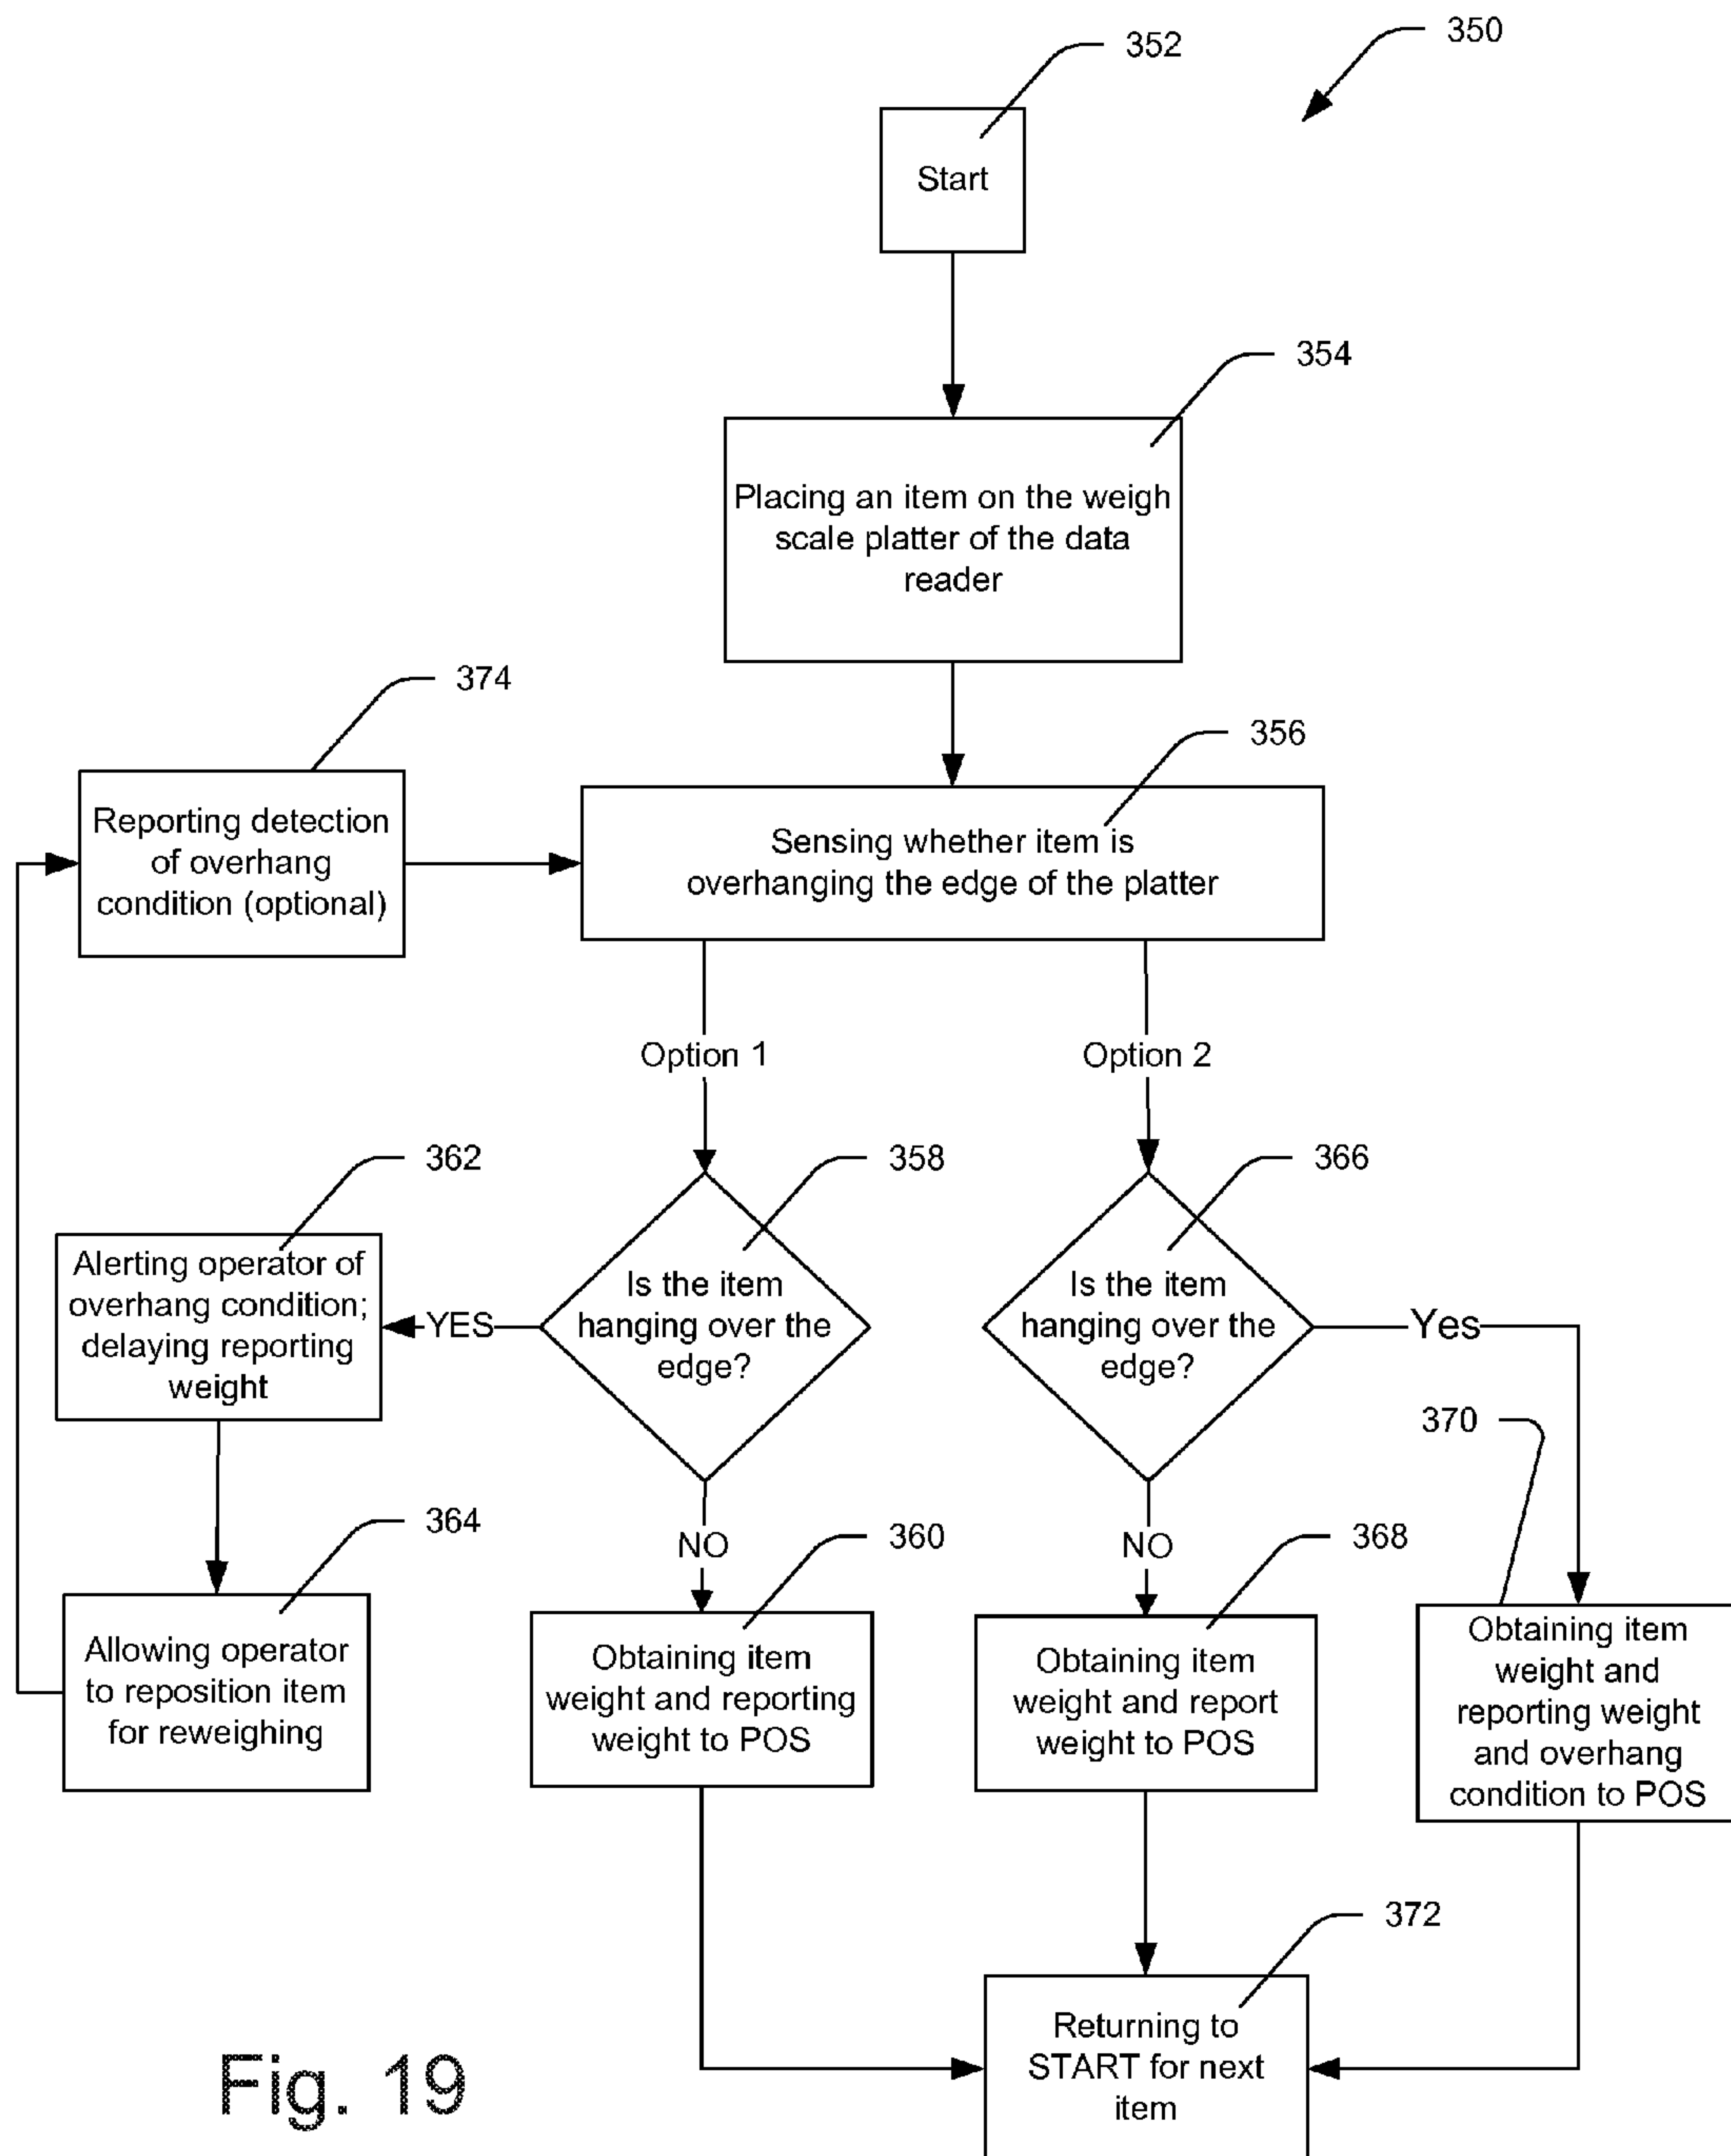 350
352
Start
354
Placing an item on the weigh
scale platter of the data
reader
374
Reporting detection
of overhang
condition (optional)
356
Sensing whether item is
overhanging the edge of the platter
Option 1
Option 2
362
Alerting operator of
overhang condition;
delaying reporting
weight
YES
358
Is the item
hanging over the
edge?
366
Is the item
hanging over the
edge?
Yes
370
364
Allowing operator
to reposition item
for reweighing
NO
360
Obtaining item
weight and reporting
weight to POS
NO
368
Obtaining item
weight and report
weight to POS
Obtaining item
weight and
reporting weight
and overhang
condition to POS
372
Returning to
START for next
item
Fig. 19